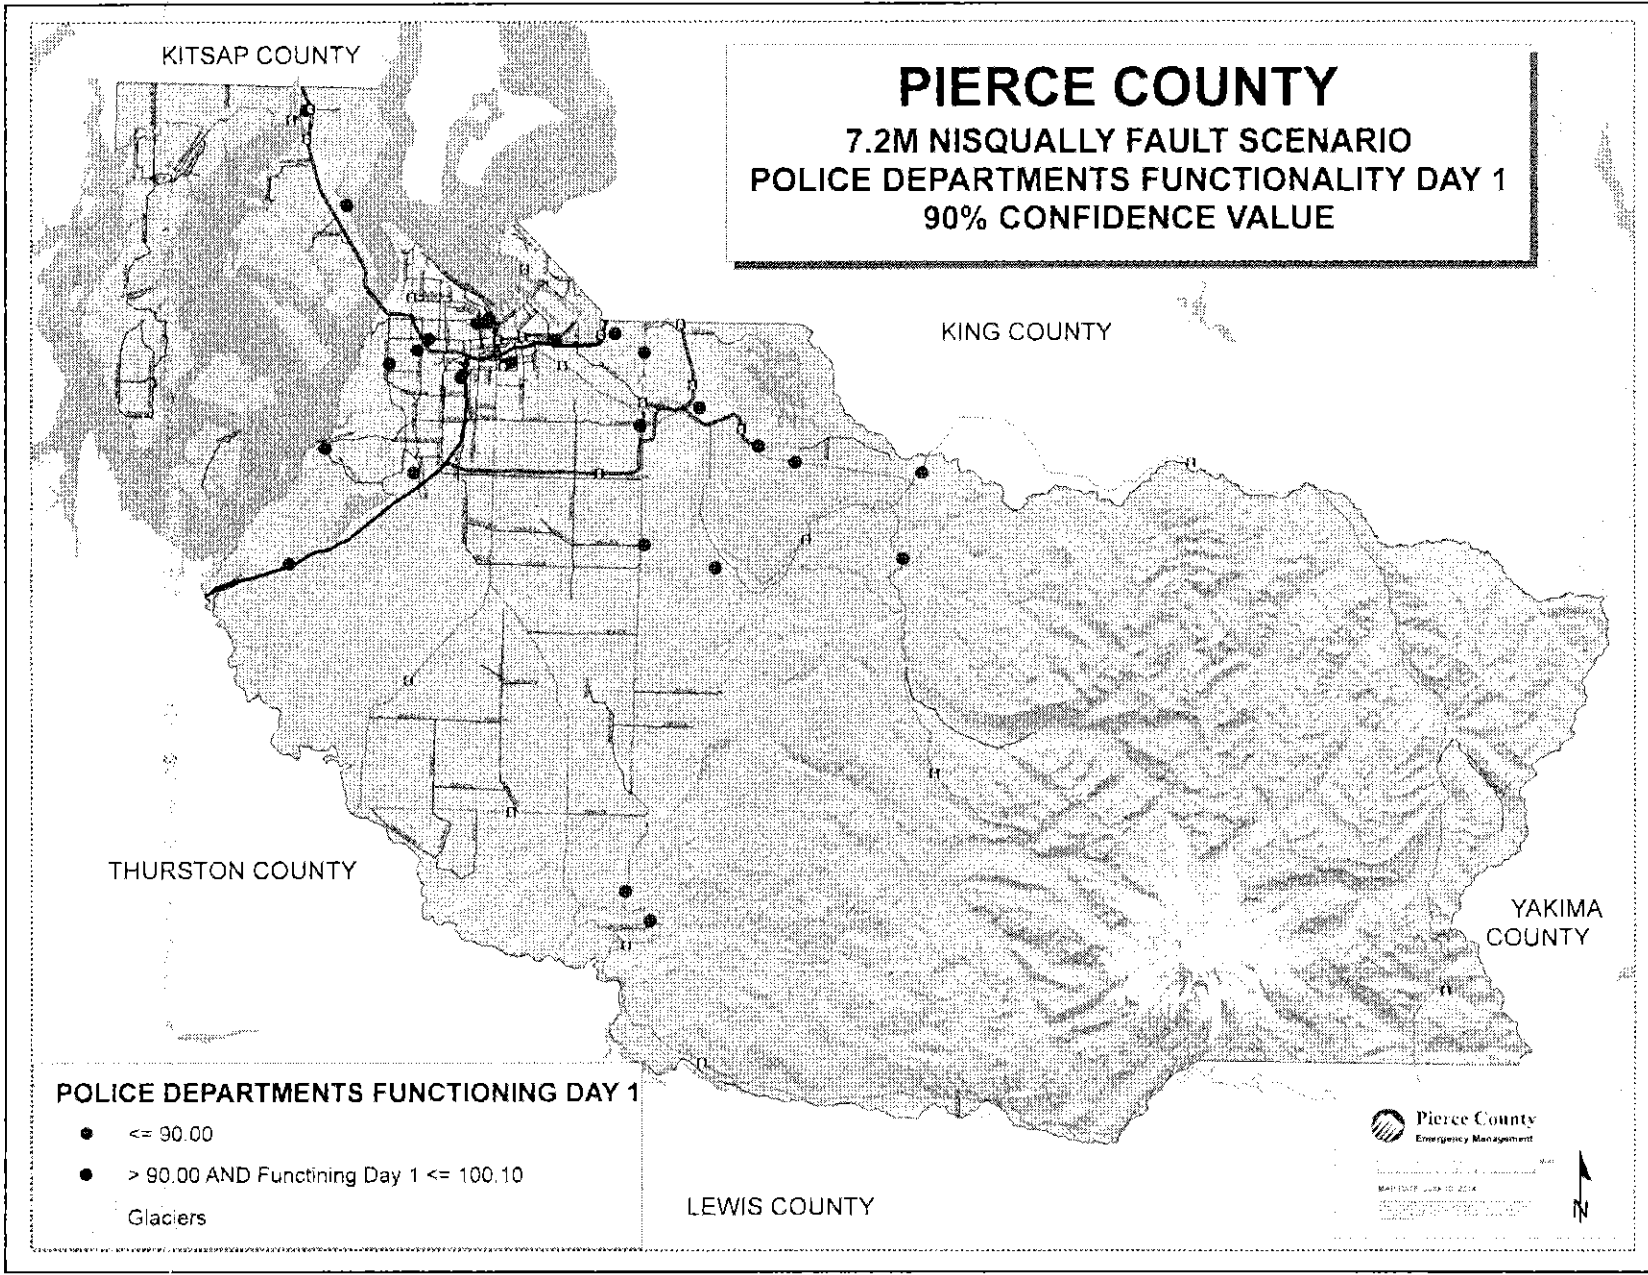 KITSAP COUNTY
PIERCE COUNTY
7.2M NISQUALLY FAULT SCENARIO
POLICE DEPARTMENTS FUNCTIONALITY DAY 1
90% CONFIDENCE VALUE
KING COUNTY
THURSTON COUNTY
YAKIMA
COUNTY
POLICE DEPARTMENTS FUNCTIONING DAY 1
<= 90.00
> 90.00 AND Functining Day 1 <= 100.10
Glaciers
LEWIS COUNTY
Pierce County
Emergency Management
MAP DATE
N